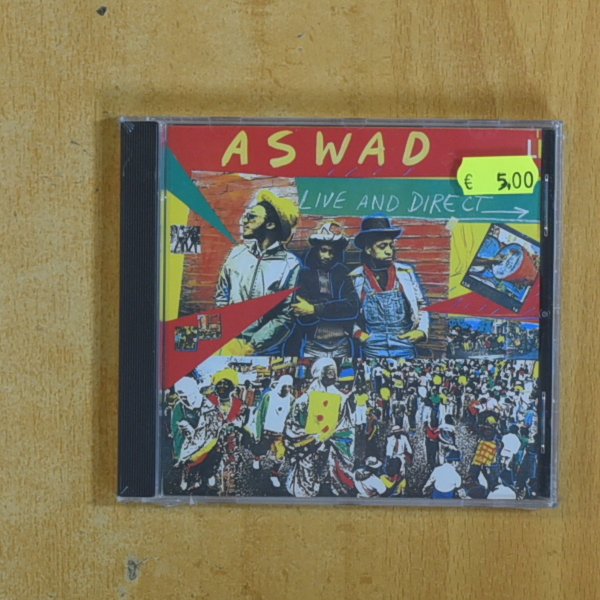 ASWAD
€ 5,00
LIVE AND DIRECT